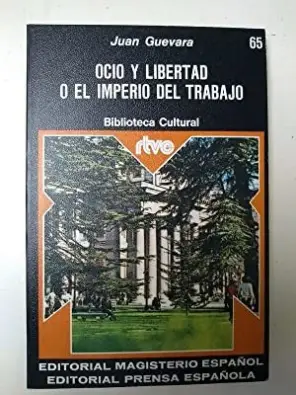 Juan Guevara 65
OCIO Y LIBERTAD
O EL IMPERIO DEL TRABAJO
Biblioteca Cultural
rtve
EDITORIAL MAGISTERIO ESPAÑOL
EDITORIAL PRENSA ESPAÑOLA